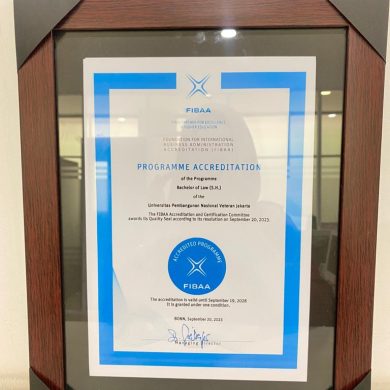 FIBAA
FOUNDATION FOR INTERNATIONAL
BUSINESS ADMINISTRATION
ACCREDITATION (FIBAA)
PROGRAMME ACCREDITATION
of the Programme
Bachelor of Law (S.H.)
of the
Universitas Pembangunan Nasional Veteran Jakarta
The FIBAA Accreditation and Certification Committee
awards its Quality Seal according to its resolution on September 20, 2023.
ACCREDITED PROGRAMME
FIBAA
The accreditation is valid until September 19, 2028
It is granted under one condition.
BONN, September 20, 2023
Managing Director